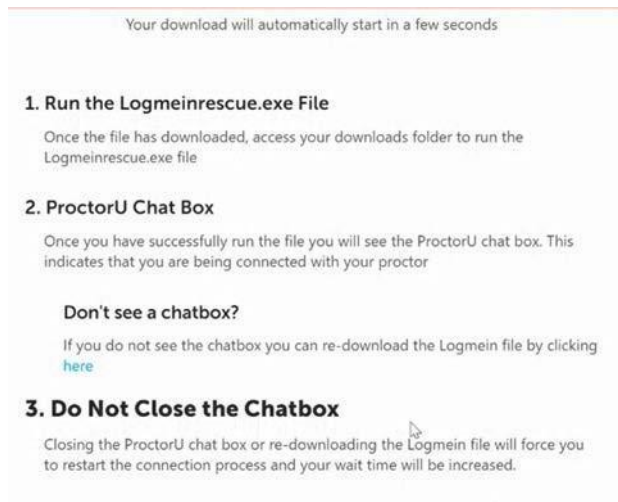 Your download will automatically start in a few seconds
1. Run the Logmeinrescue.exe File
Once the file has downloaded, access your downloads folder to run the
Logmeinrescue.exe file
2. ProctorU Chat Box
Once you have successfully run the file you will see the ProctorU chat box. This
indicates that you are being connected with your proctor
Don't see a chatbox?
If you do not see the chatbox you can re-download the Logmein file by clicking
here
3. Do Not Close the Chatbox
Closing the ProctorU chat box or re-downloading the Logmein file will force you
to restart the connection process and your wait time will be increased.